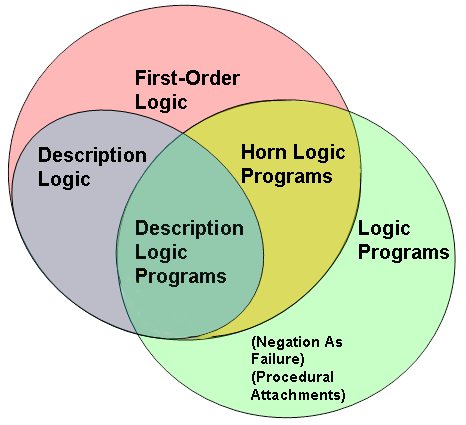 First-Order
Logic
Description
Logic
Horn Logic
Programs
Description
Logic
Programs
Logic
Programs
(Negation As
Failure)
(Procedural
Attachments)